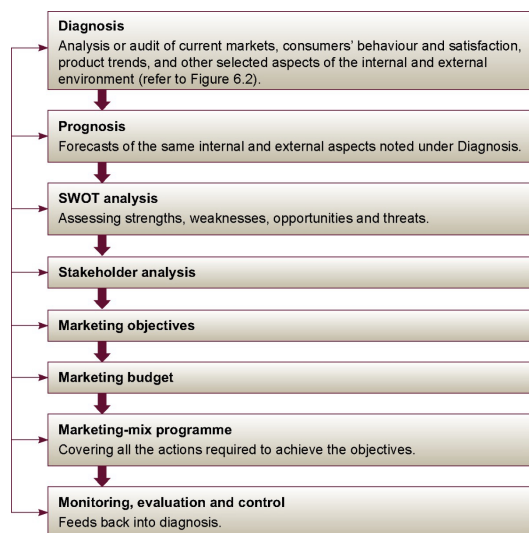 Diagnosis
Analysis or audit of current markets, consumers’ behaviour and satisfaction,
product trends, and other selected aspects of the internal and external
environment (refer to Figure 6.2).
Prognosis
Forecasts of the same internal and external aspects noted under Diagnosis.
SWOT analysis
Assessing strengths, weaknesses, opportunities and threats.
Stakeholder analysis
Marketing objectives
Marketing budget
Marketing-mix programme
Covering all the actions required to achieve the objectives.
Monitoring, evaluation and control
Feeds back into diagnosis.